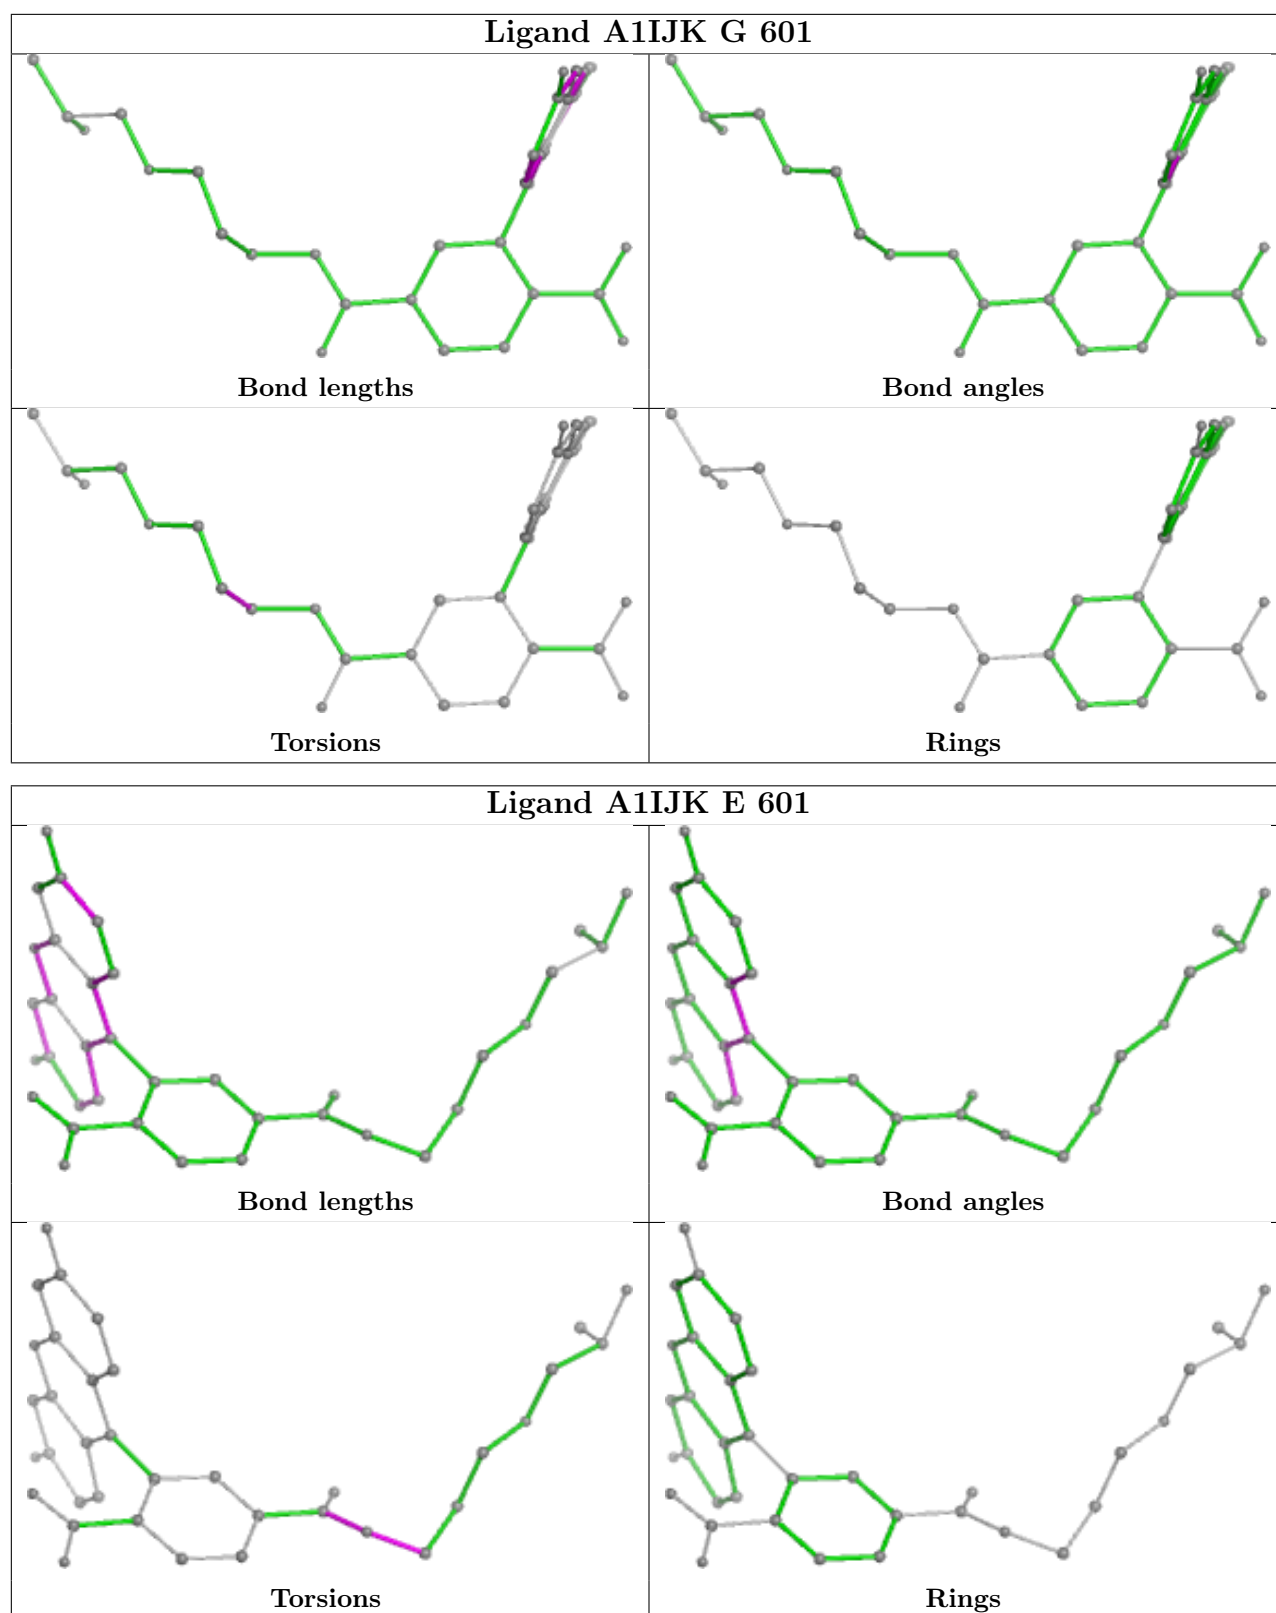 Ligand A1IJK G 601
Bond lengths
Bond angles
Torsions
Rings
Ligand A1IJK E 601
Bond lengths
Bond angles
Torsions
Rings